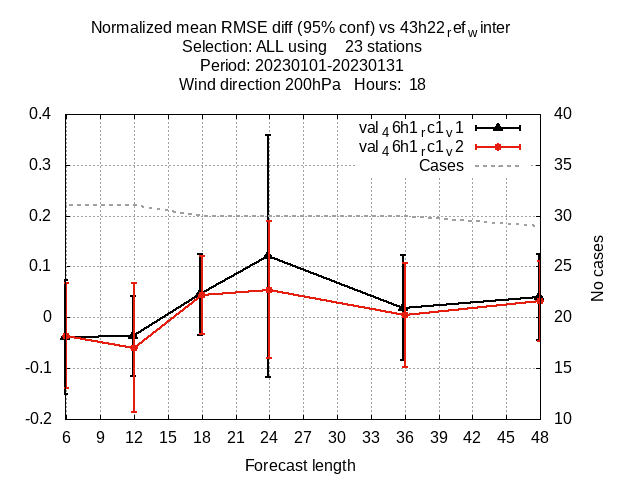 Normalized mean RMSE diff (95% conf) vs 43h22refwinter
Selection: ALL using 23 stations
Period: 20230101-20230131
Wind direction 200hPa Hours: 18
val46h1rc1v1
val46h1rc1v2
Cases
0.4
0.3
0.2
0.1
0
-0.1
-0.2
40
35
30
25
20
15
10
No cases
6 9 12 15 18 21 24 27 30 33 36 39 42 45 48
Forecast length